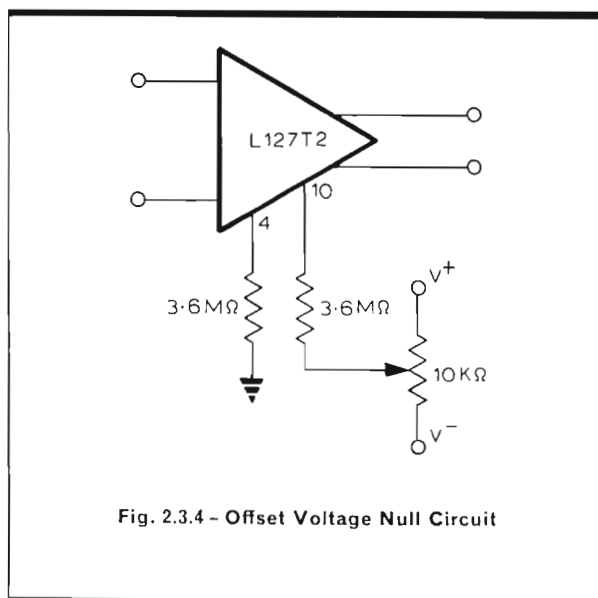 L127T2
10
4
3·6MΩ
3·6MΩ
V+
10KΩ
V−
Fig. 2.3.4 – Offset Voltage Null Circuit